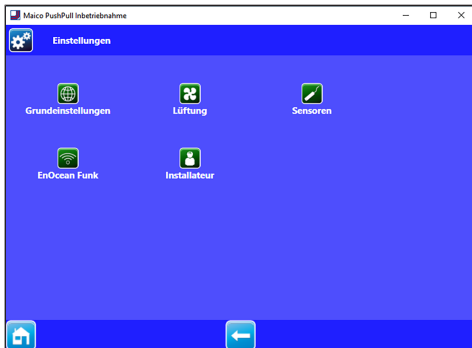 Maico PushPull Inbetriebnahme
Einstellungen
Grundeinstellungen
Lüftung
Sensoren
EnOcean Funk
Installateur